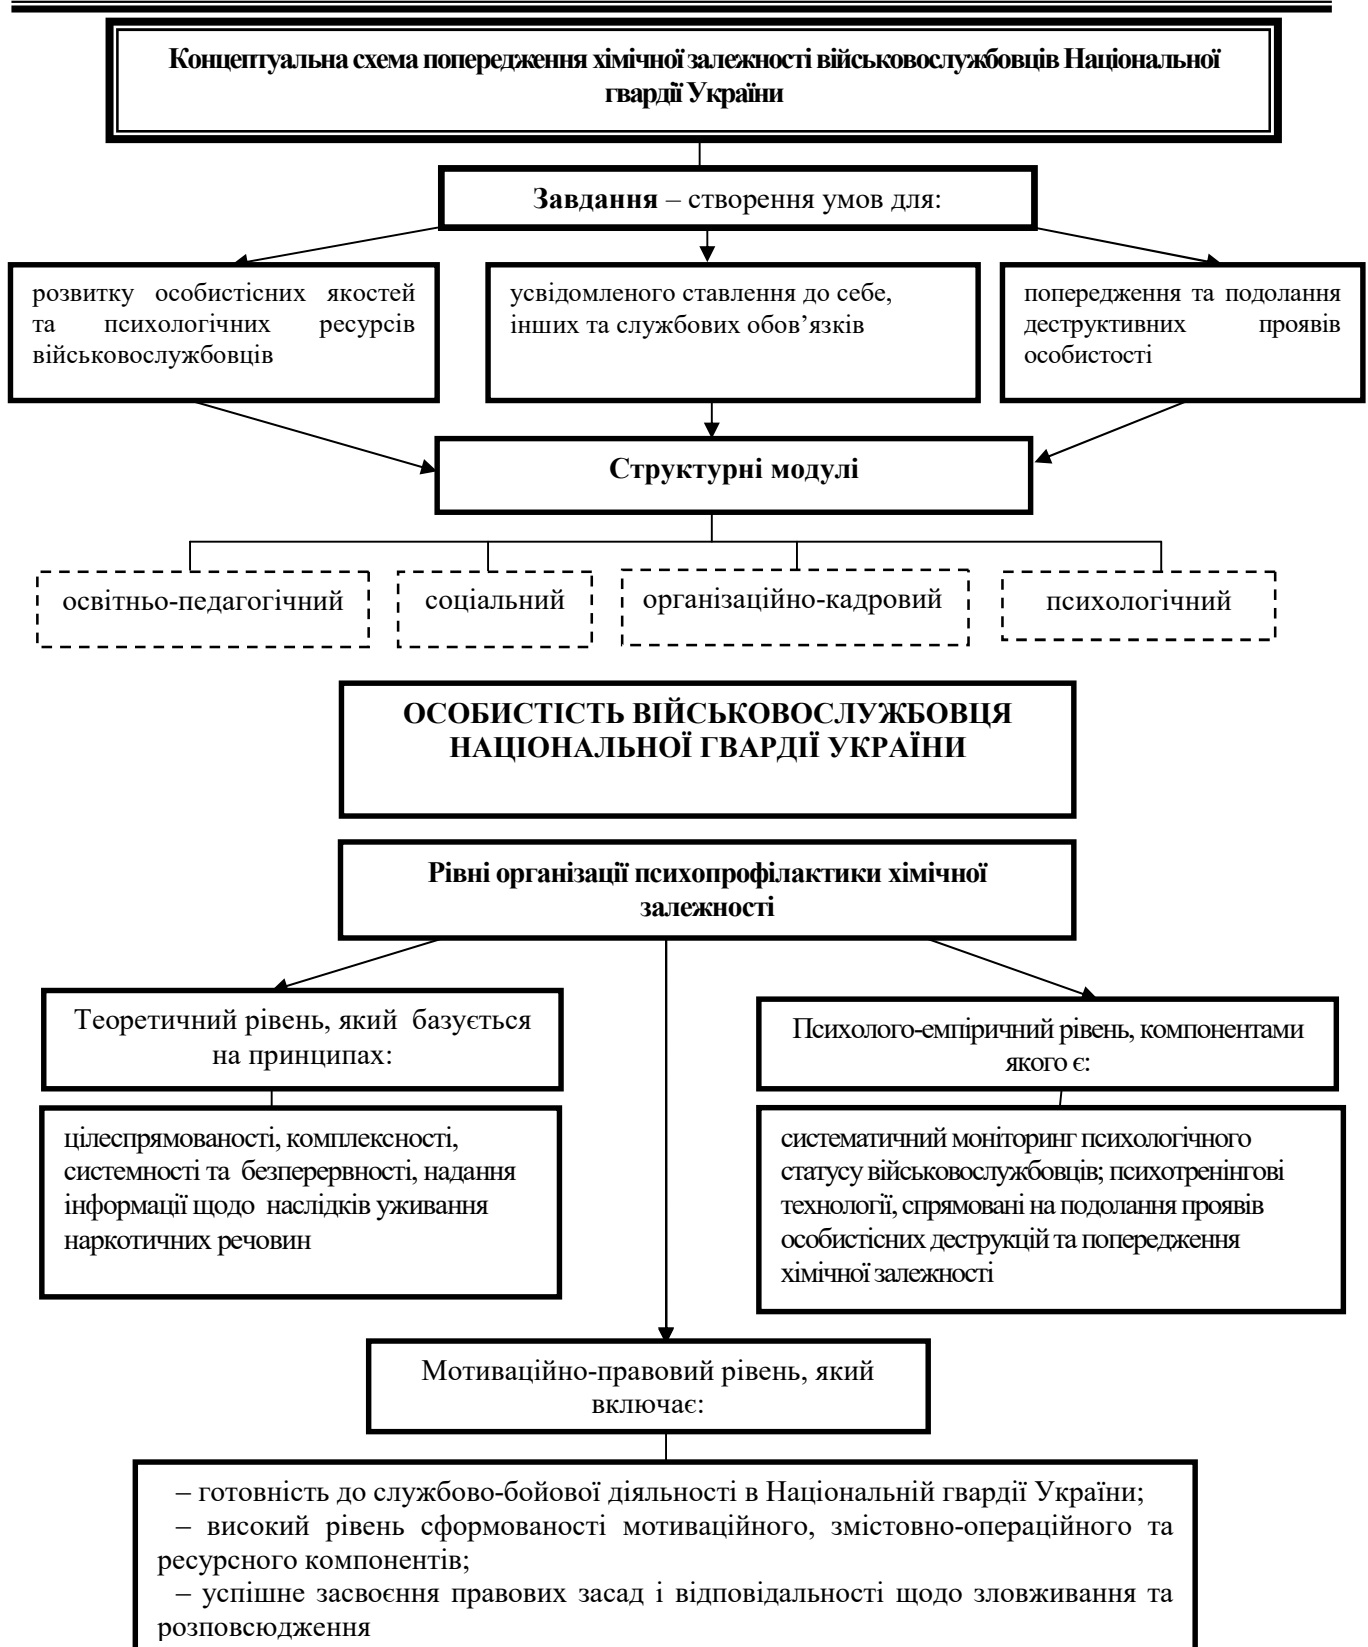 Концептуальна схема попередження хімічної залежності військовослужбовців Національної
гвардії України
Завдання – створення умов для:
розвитку особистісних якостей
та психологічних ресурсів
військовослужбовців
усвідомленого ставлення до себе,
інших та службових обов’язків
попередження та подолання
деструктивних проявів
особистості
Структурні модулі
освітньо-педагогічний
соціальний
організаційно-кадровий
психологічний
ОСОБИСТІСТЬ ВІЙСЬКОВОСЛУЖБОВЦЯ
НАЦІОНАЛЬНОЇ ГВАРДІЇ УКРАЇНИ
Рівні організації психопрофілактики хімічної
залежності
Теоретичний рівень, який базується
на принципах:
цілеспрямованості, комплексності,
системності та безперервності, надання
інформації щодо наслідків уживання
наркотичних речовин
Психолого-емпіричний рівень, компонентами
якого є:
систематичний моніторинг психологічного
статусу військовослужбовців; психотренінгові
технології, спрямовані на подолання проявів
особистісних деструкцій та попередження
хімічної залежності
Мотиваційно-правовий рівень, який
включає:
– готовність до службово-бойової діяльності в Національній гвардії України;
– високий рівень сформованості мотиваційного, змістовно-операційного та
ресурсного компонентів;
– успішне засвоєння правових засад і відповідальності щодо зловживання та
розповсюдження